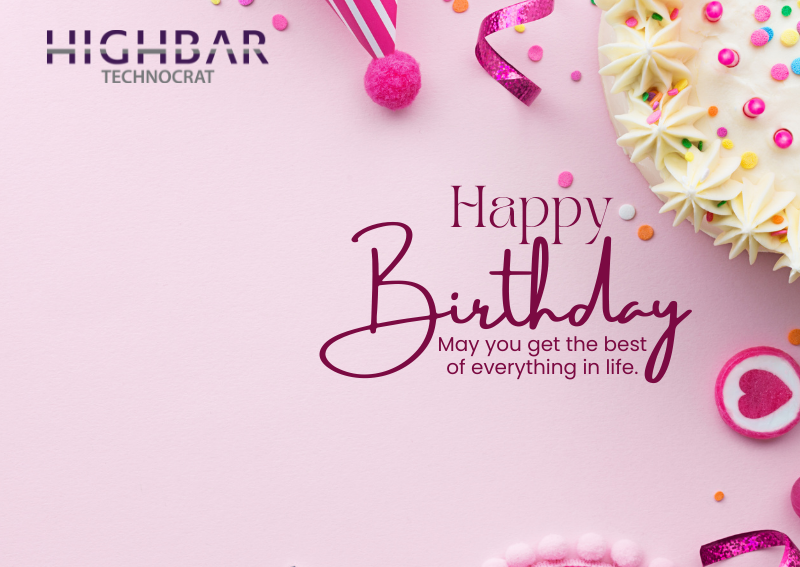 HIGHBAR
TECHNOCRAT
Happy
Birthday
May you get the best
of everything in life.